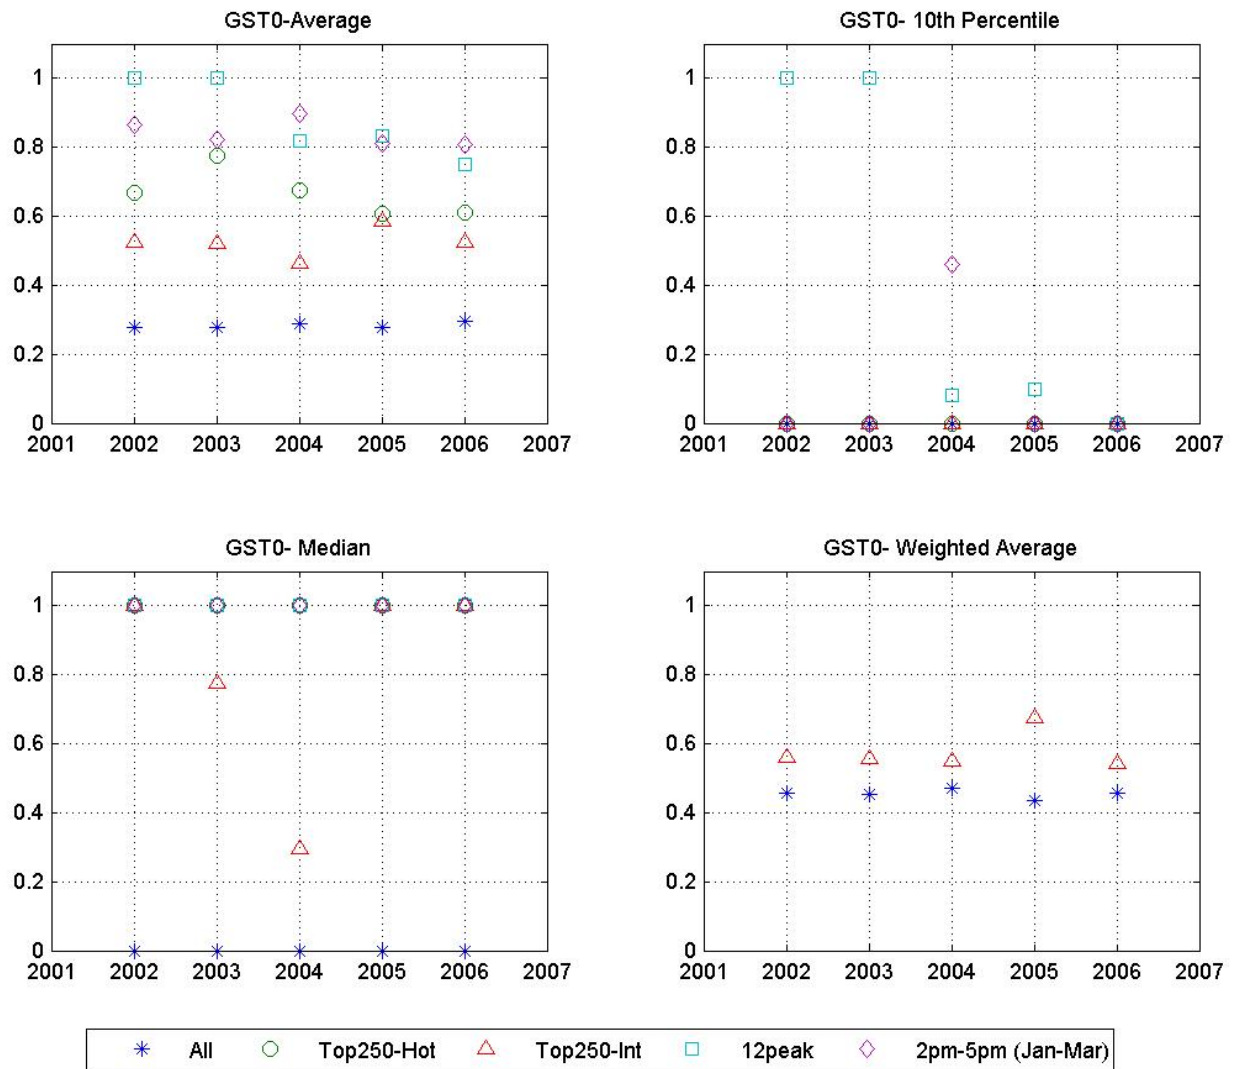 GST0-Average
1
0.8
0.6
0.4
0.2
0
2001 2002 2003 2004 2005 2006 2007
GST0- 10th Percentile
1
0.8
0.6
0.4
0.2
0
2001 2002 2003 2004 2005 2006 2007
GST0- Median
1
0.8
0.6
0.4
0.2
0
2001 2002 2003 2004 2005 2006 2007
GST0- Weighted Average
1
0.8
0.6
0.4
0.2
0
2001 2002 2003 2004 2005 2006 2007
All Top250-Hot Top250-Int 12peak 2pm-5pm (Jan-Mar)